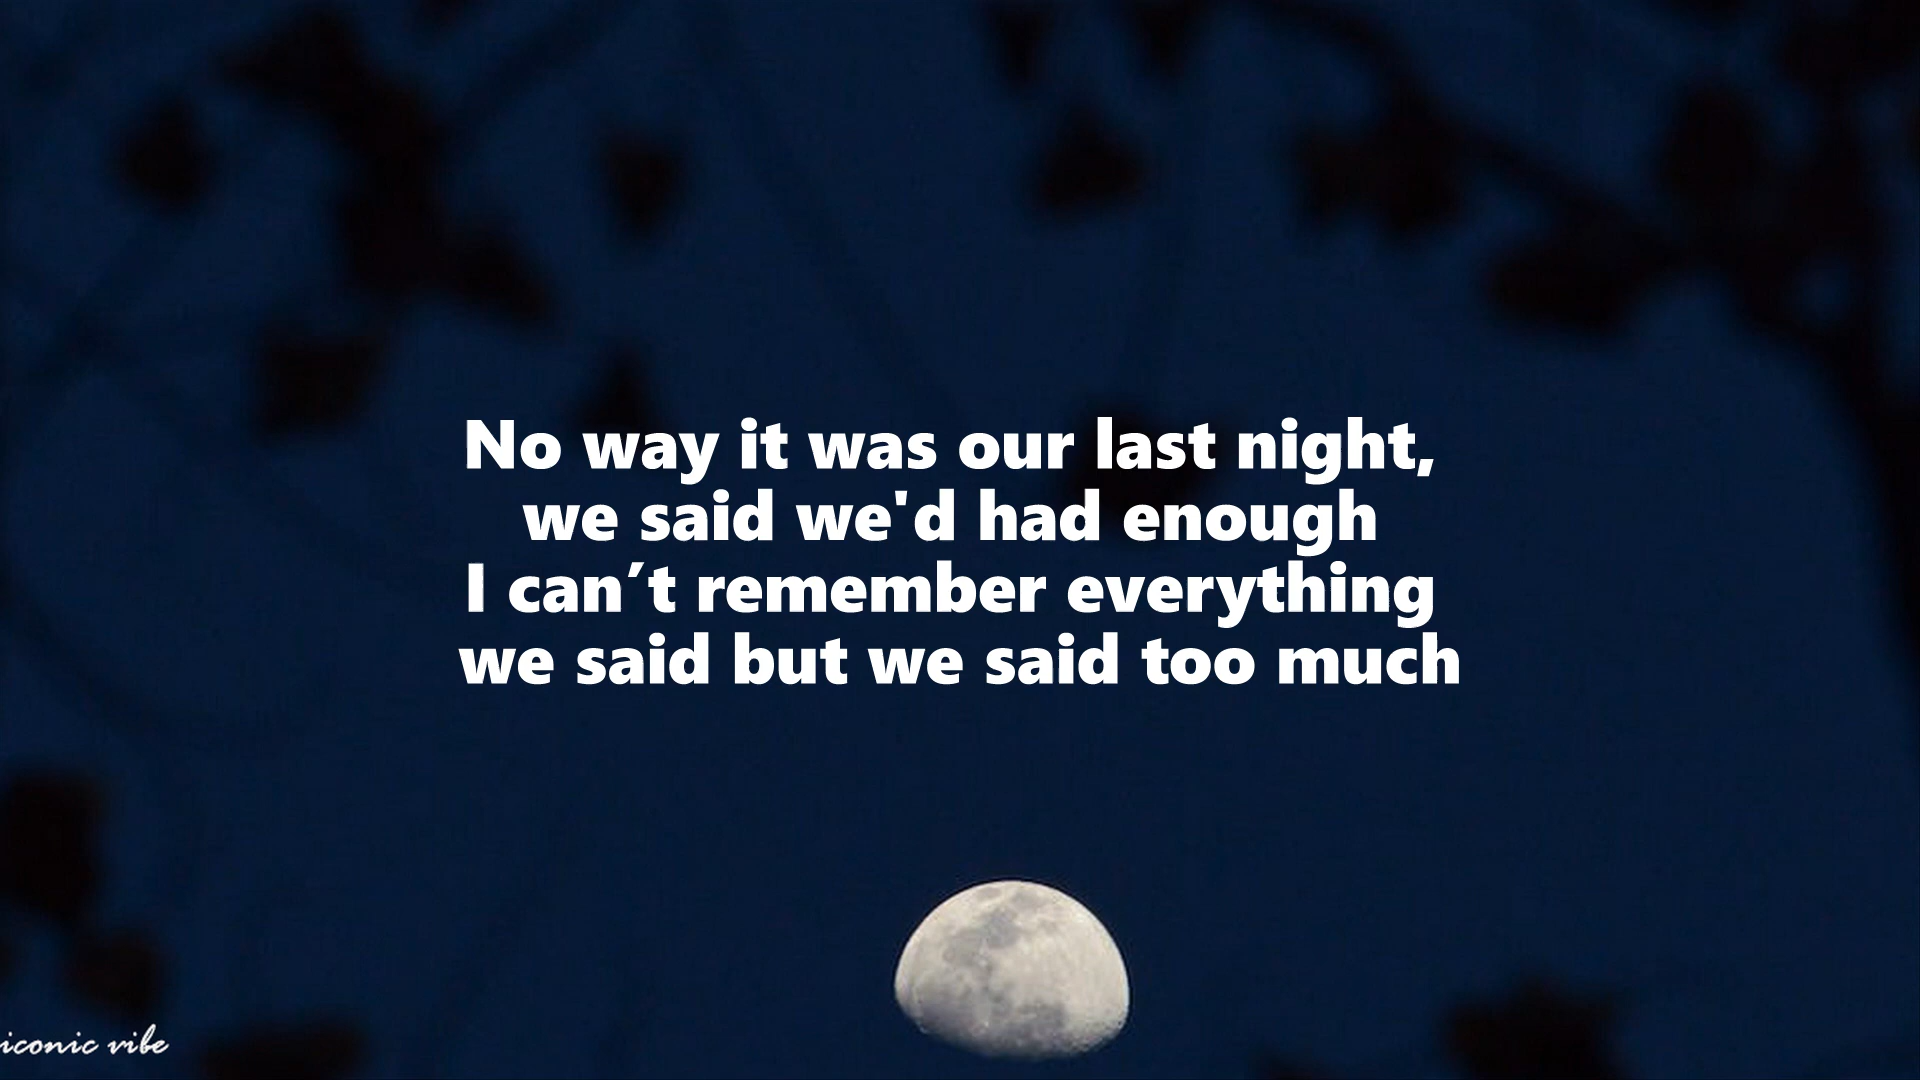 No way it was our last night,
we said we'd had enough
I can′t remember everything
we said but we said too much
iconic vibe